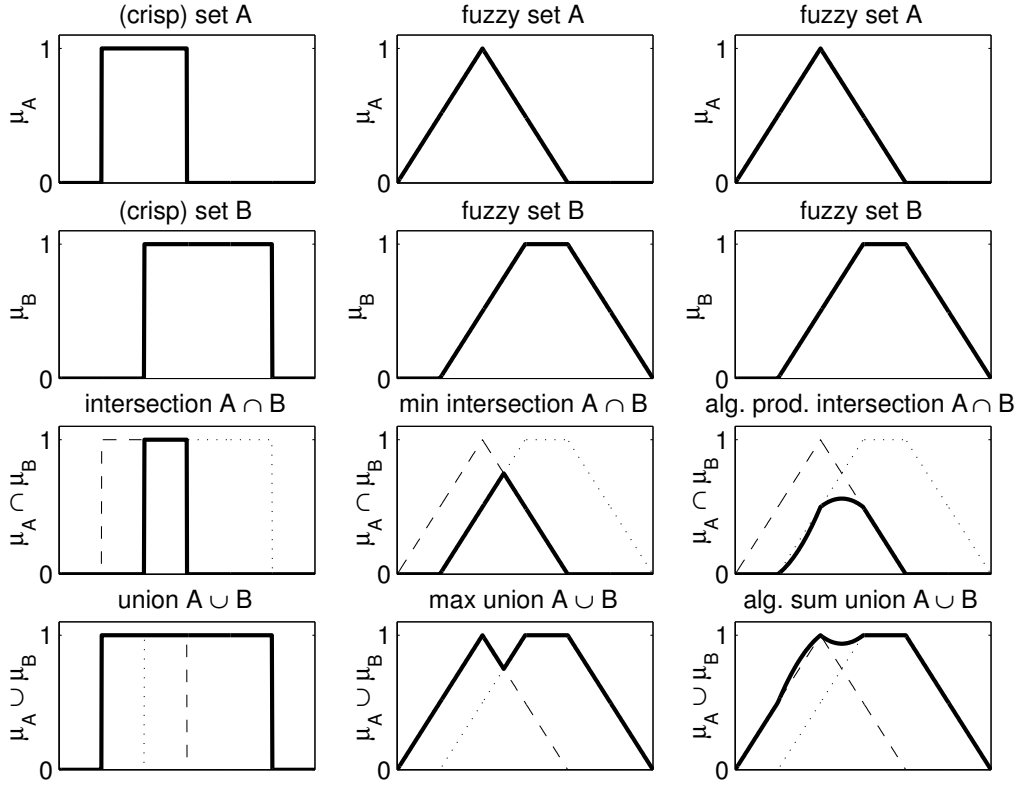 (crisp) set A
fuzzy set A
fuzzy set A
1
μA
0
1
μA
0
1
μA
0
(crisp) set B
fuzzy set B
fuzzy set B
1
μB
0
1
μB
0
1
μB
0
intersection A ∩ B
min intersection A ∩ B
alg. prod. intersection A ∩ B
1
μA ∩ μB
0
1
μA ∩ μB
0
1
μA ∩ μB
0
union A ∪ B
max union A ∪ B
alg. sum union A ∪ B
1
μA ∪ μB
0
1
μA ∪ μB
0
1
μA ∪ μB
0